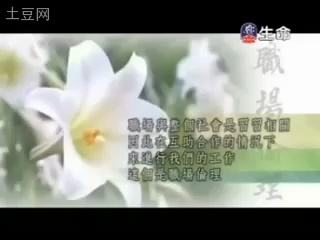 土豆网
生命
職場倫理
職場與整個社會是習習相關
因此在互助合作的情況下
來進行我們的工作
這個是職場倫理